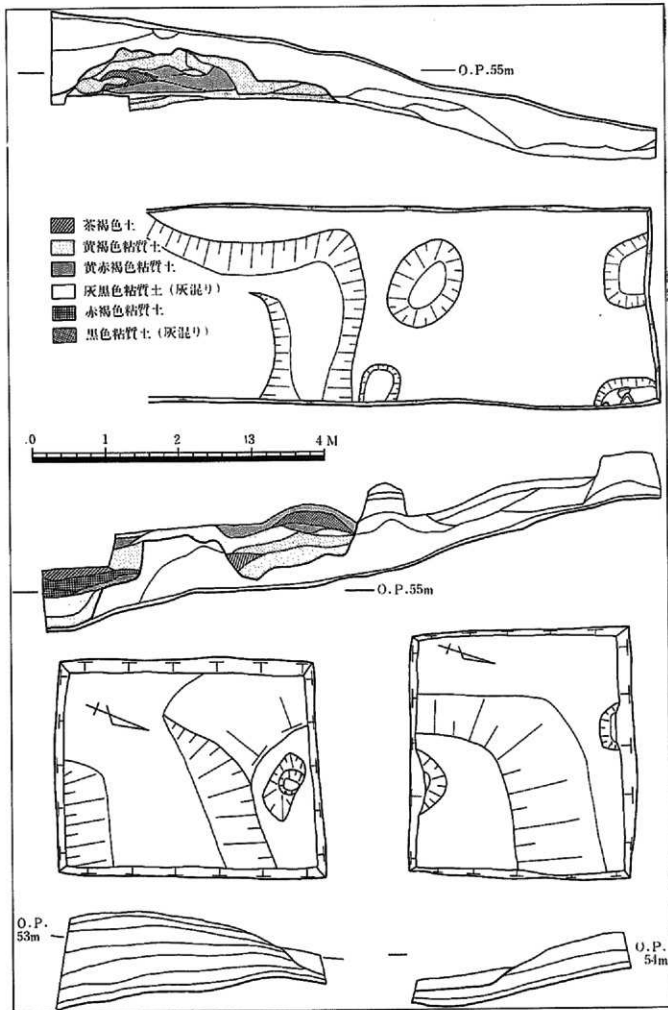 O.P.55m
茶褐色土
黄褐色粘質土
黄赤褐色粘質土
灰黒色粘質土(灰混り)
赤褐色粘質土
黒色粘質土(灰混り)
.0 1 2 13 4 M
O.P.55m
O.P.
53m
O.P.
54m